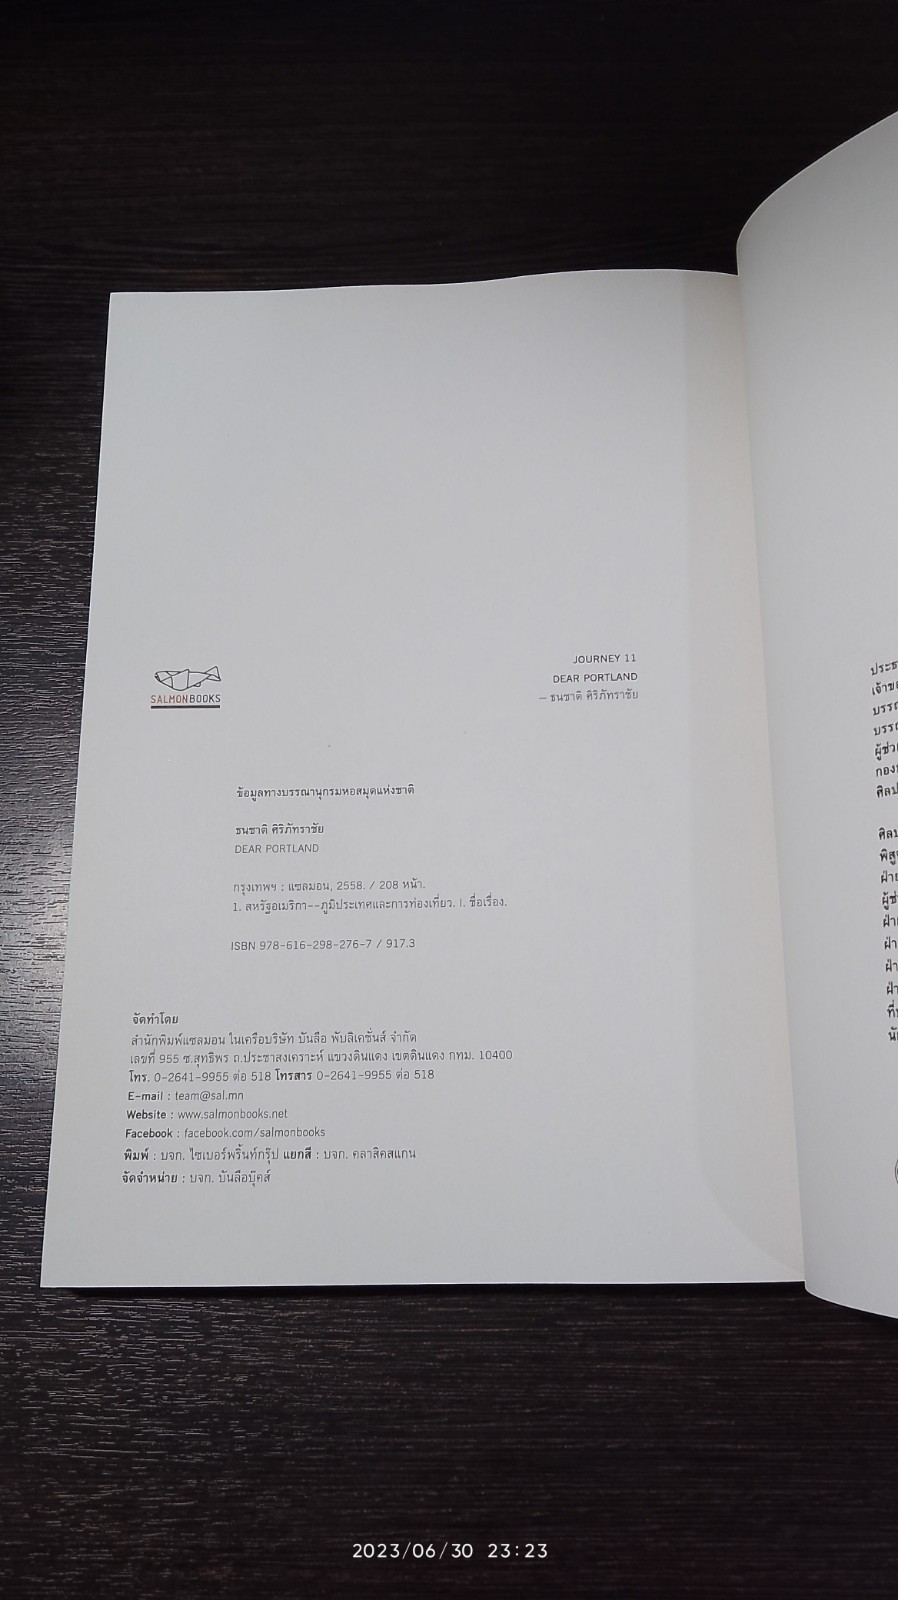 SALMONBOOKS
JOURNEY 11
DEAR PORTLAND
— ธนชาติ ศิริภัทราชัย
ข้อมูลทางบรรณานุกรมหอสมุดแห่งชาติ
ธนชาติ ศิริภัทราชัย
DEAR PORTLAND
กรุงเทพฯ : แซลมอน, 2558. / 208 หน้า.
1. สหรัฐอเมริกา--ภูมิประเทศและการท่องเที่ยว. I. ชื่อเรื่อง.
ISBN 978-616-298-276-7 / 917.3
จัดทำโดย
สำนักพิมพ์แซลมอน ในเครือบริษัท บันลือ พับลิเคชั่นส์ จำกัด
เลขที่ 955 ซ.สุทธิพร ถ.ประชาสงเคราะห์ แขวงดินแดง เขตดินแดง กทม. 10400
โทร. 0-2641-9955 ต่อ 518 โทรสาร 0-2641-9955 ต่อ 518
E-mail : team@sal.mn
Website : www.salmonbooks.net
Facebook : facebook.com/salmonbooks
พิมพ์ : บจก. ไซเบอร์พริ้นท์กรุ๊ป แยกสี : บจก. คลาสิคสแกน
จัดจำหน่าย : บจก. บันลือบุ๊คส์
2023/06/30 23:23